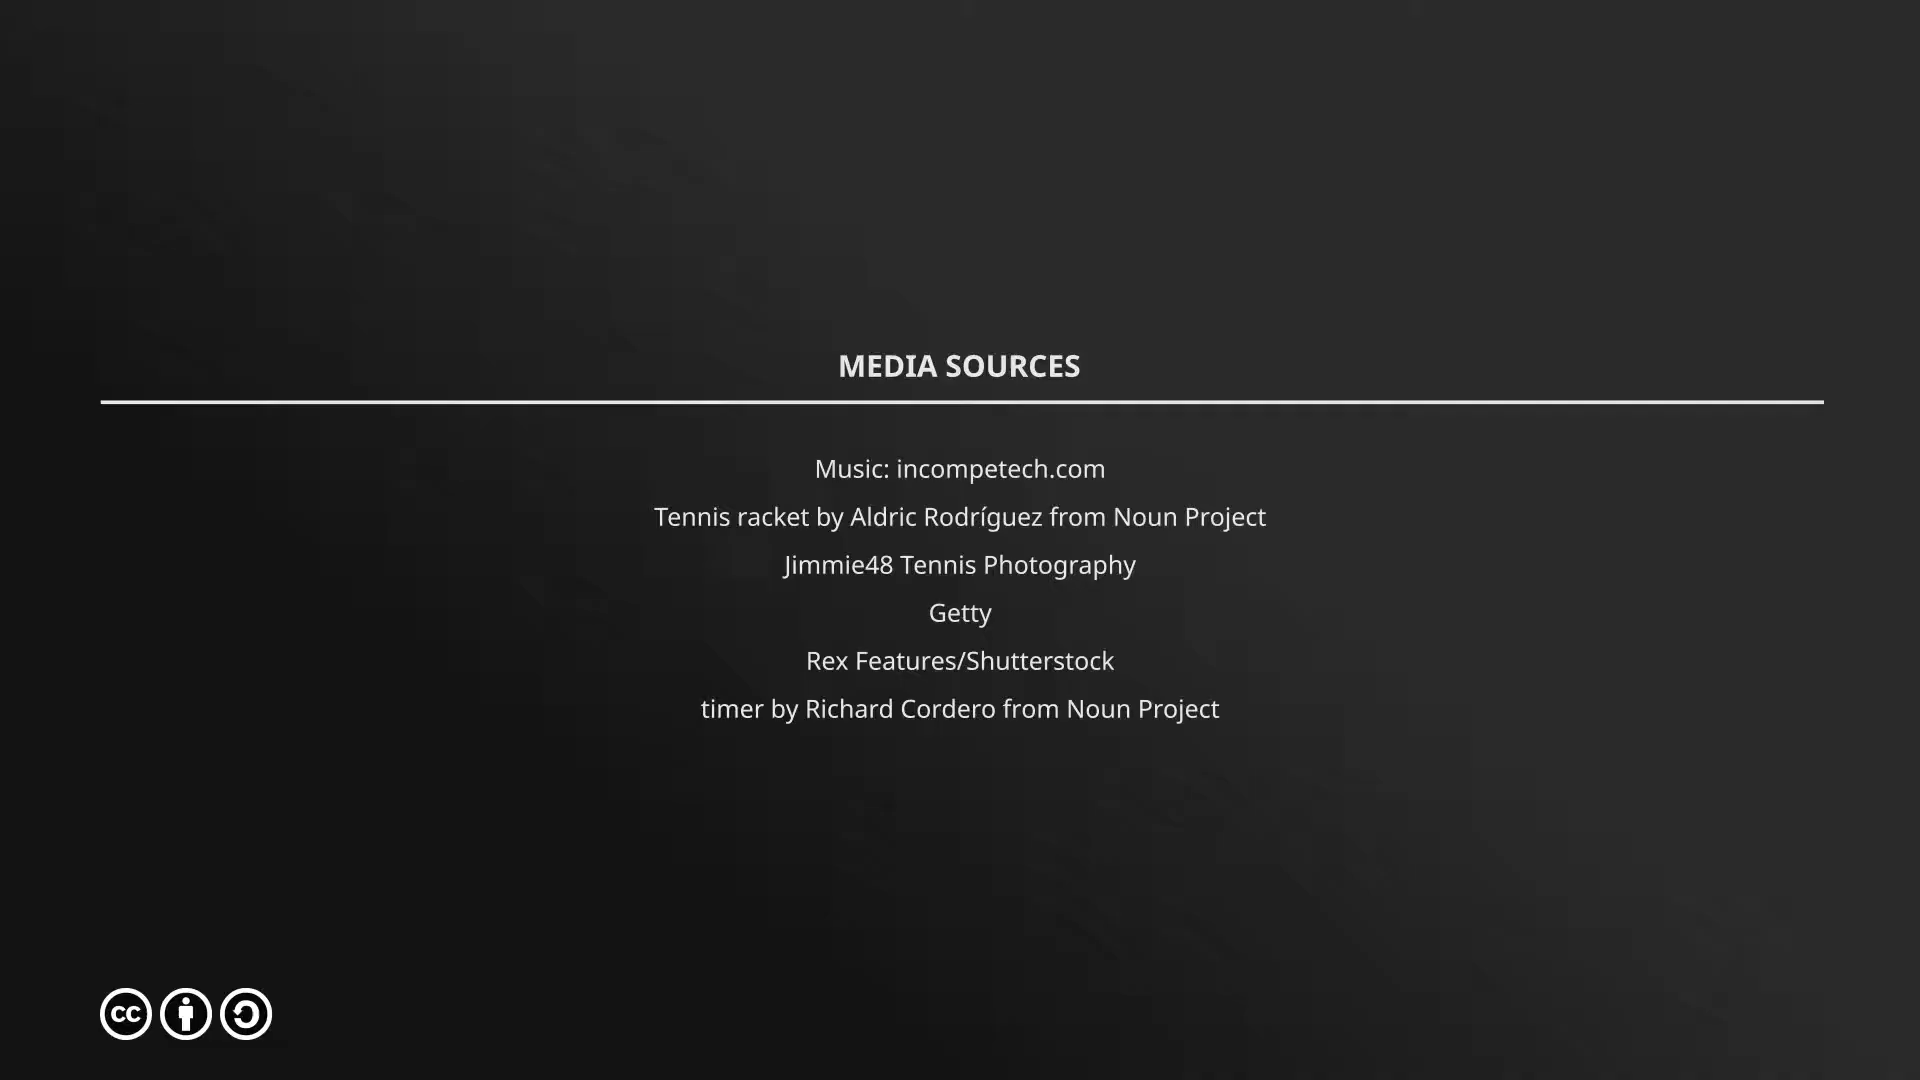 MEDIA SOURCES
Music: incompetech.com
Tennis racket by Aldric Rodríguez from Noun Project
Jimmie48 Tennis Photography
Getty
Rex Features/Shutterstock
timer by Richard Cordero from Noun Project
cc